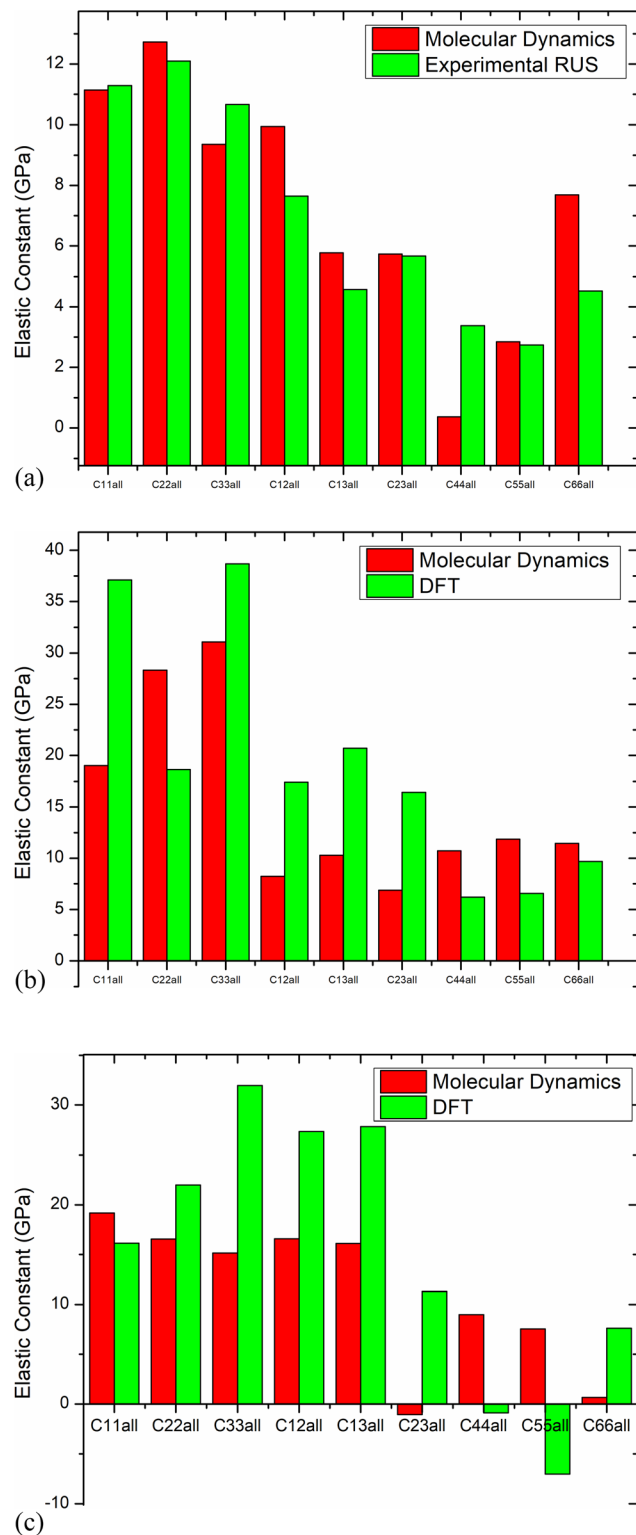 Molecular Dynamics
Experimental RUS
12
10
8
6
4
2
0
Elastic Constant (GPa)
C11all C22all C33all C12all C13all C23all C44all C55all C66all
(a)
Molecular Dynamics
DFT
40
35
30
25
20
15
10
5
0
Elastic Constant (GPa)
C11all C22all C33all C12all C13all C23all C44all C55all C66all
(b)
Molecular Dynamics
DFT
30
20
10
0
-10
Elastic Constant (GPa)
C11all C22all C33all C12all C13all C23all C44all C55all C66all
(c)